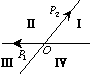 P₂
II I
P₁ O
III IV